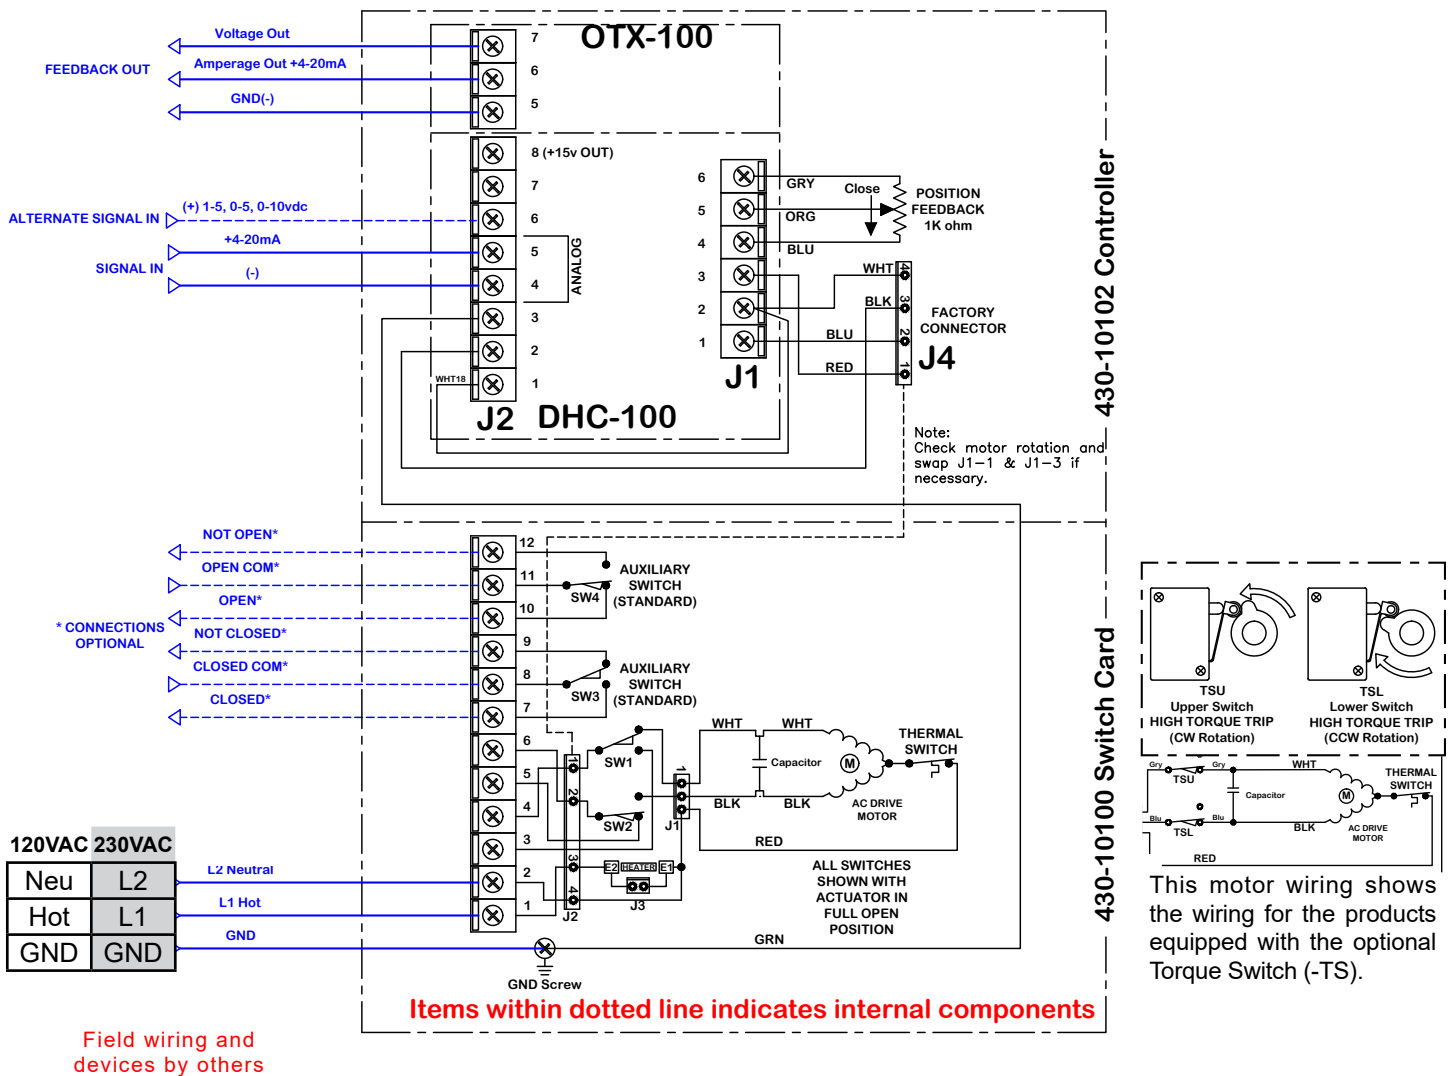 OTX-100
Voltage Out
7
FEEDBACK OUT
Amperage Out +4-20mA
6
GND(-)
5
8 (+15v OUT)
7
ALTERNATE SIGNAL IN
(+) 1-5, 0-5, 0-10vdc
6
+4-20mA
5
SIGNAL IN
(-)
4
ANALOG
3
2
WHT18
1
J2
DHC-100
6
GRY
5
ORG
4
BLU
3
2
1
J1
Close
POSITION
FEEDBACK
1K ohm
WHT
4
BLK
3
BLU
2
RED
1
FACTORY
CONNECTOR
J4
Note:
Check motor rotation and
swap J1-1 & J1-3 if
necessary.
430-10102 Controller
NOT OPEN*
12
OPEN COM*
11
OPEN*
10
* CONNECTIONS
OPTIONAL
NOT CLOSED*
9
CLOSED COM*
8
CLOSED*
7
6
5
4
3
2
1
SW4
AUXILIARY
SWITCH
(STANDARD)
SW3
AUXILIARY
SWITCH
(STANDARD)
SW1
SW2
1
2
3
4
J2
E2
HEATER
E1
J3
1
J1
WHT
WHT
Capacitor
BLK
BLK
M
AC DRIVE
MOTOR
THERMAL
SWITCH
RED
ALL SWITCHES
SHOWN WITH
ACTUATOR IN
FULL OPEN
POSITION
GRN
GND Screw
430-10100 Switch Card
120VAC 230VAC
Neu L2
Hot L1
GND GND
L2 Neutral
L1 Hot
GND
Items within dotted line indicates internal components
Field wiring and
devices by others
TSU
Upper Switch
HIGH TORQUE TRIP
(CW Rotation)
TSL
Lower Switch
HIGH TORQUE TRIP
(CCW Rotation)
Gry
TSU
Gry
WHT
THERMAL
SWITCH
Capacitor
M
Blu
TSL
Blu
BLK
AC DRIVE
MOTOR
RED
This motor wiring shows
the wiring for the products
equipped with the optional
Torque Switch (-TS).